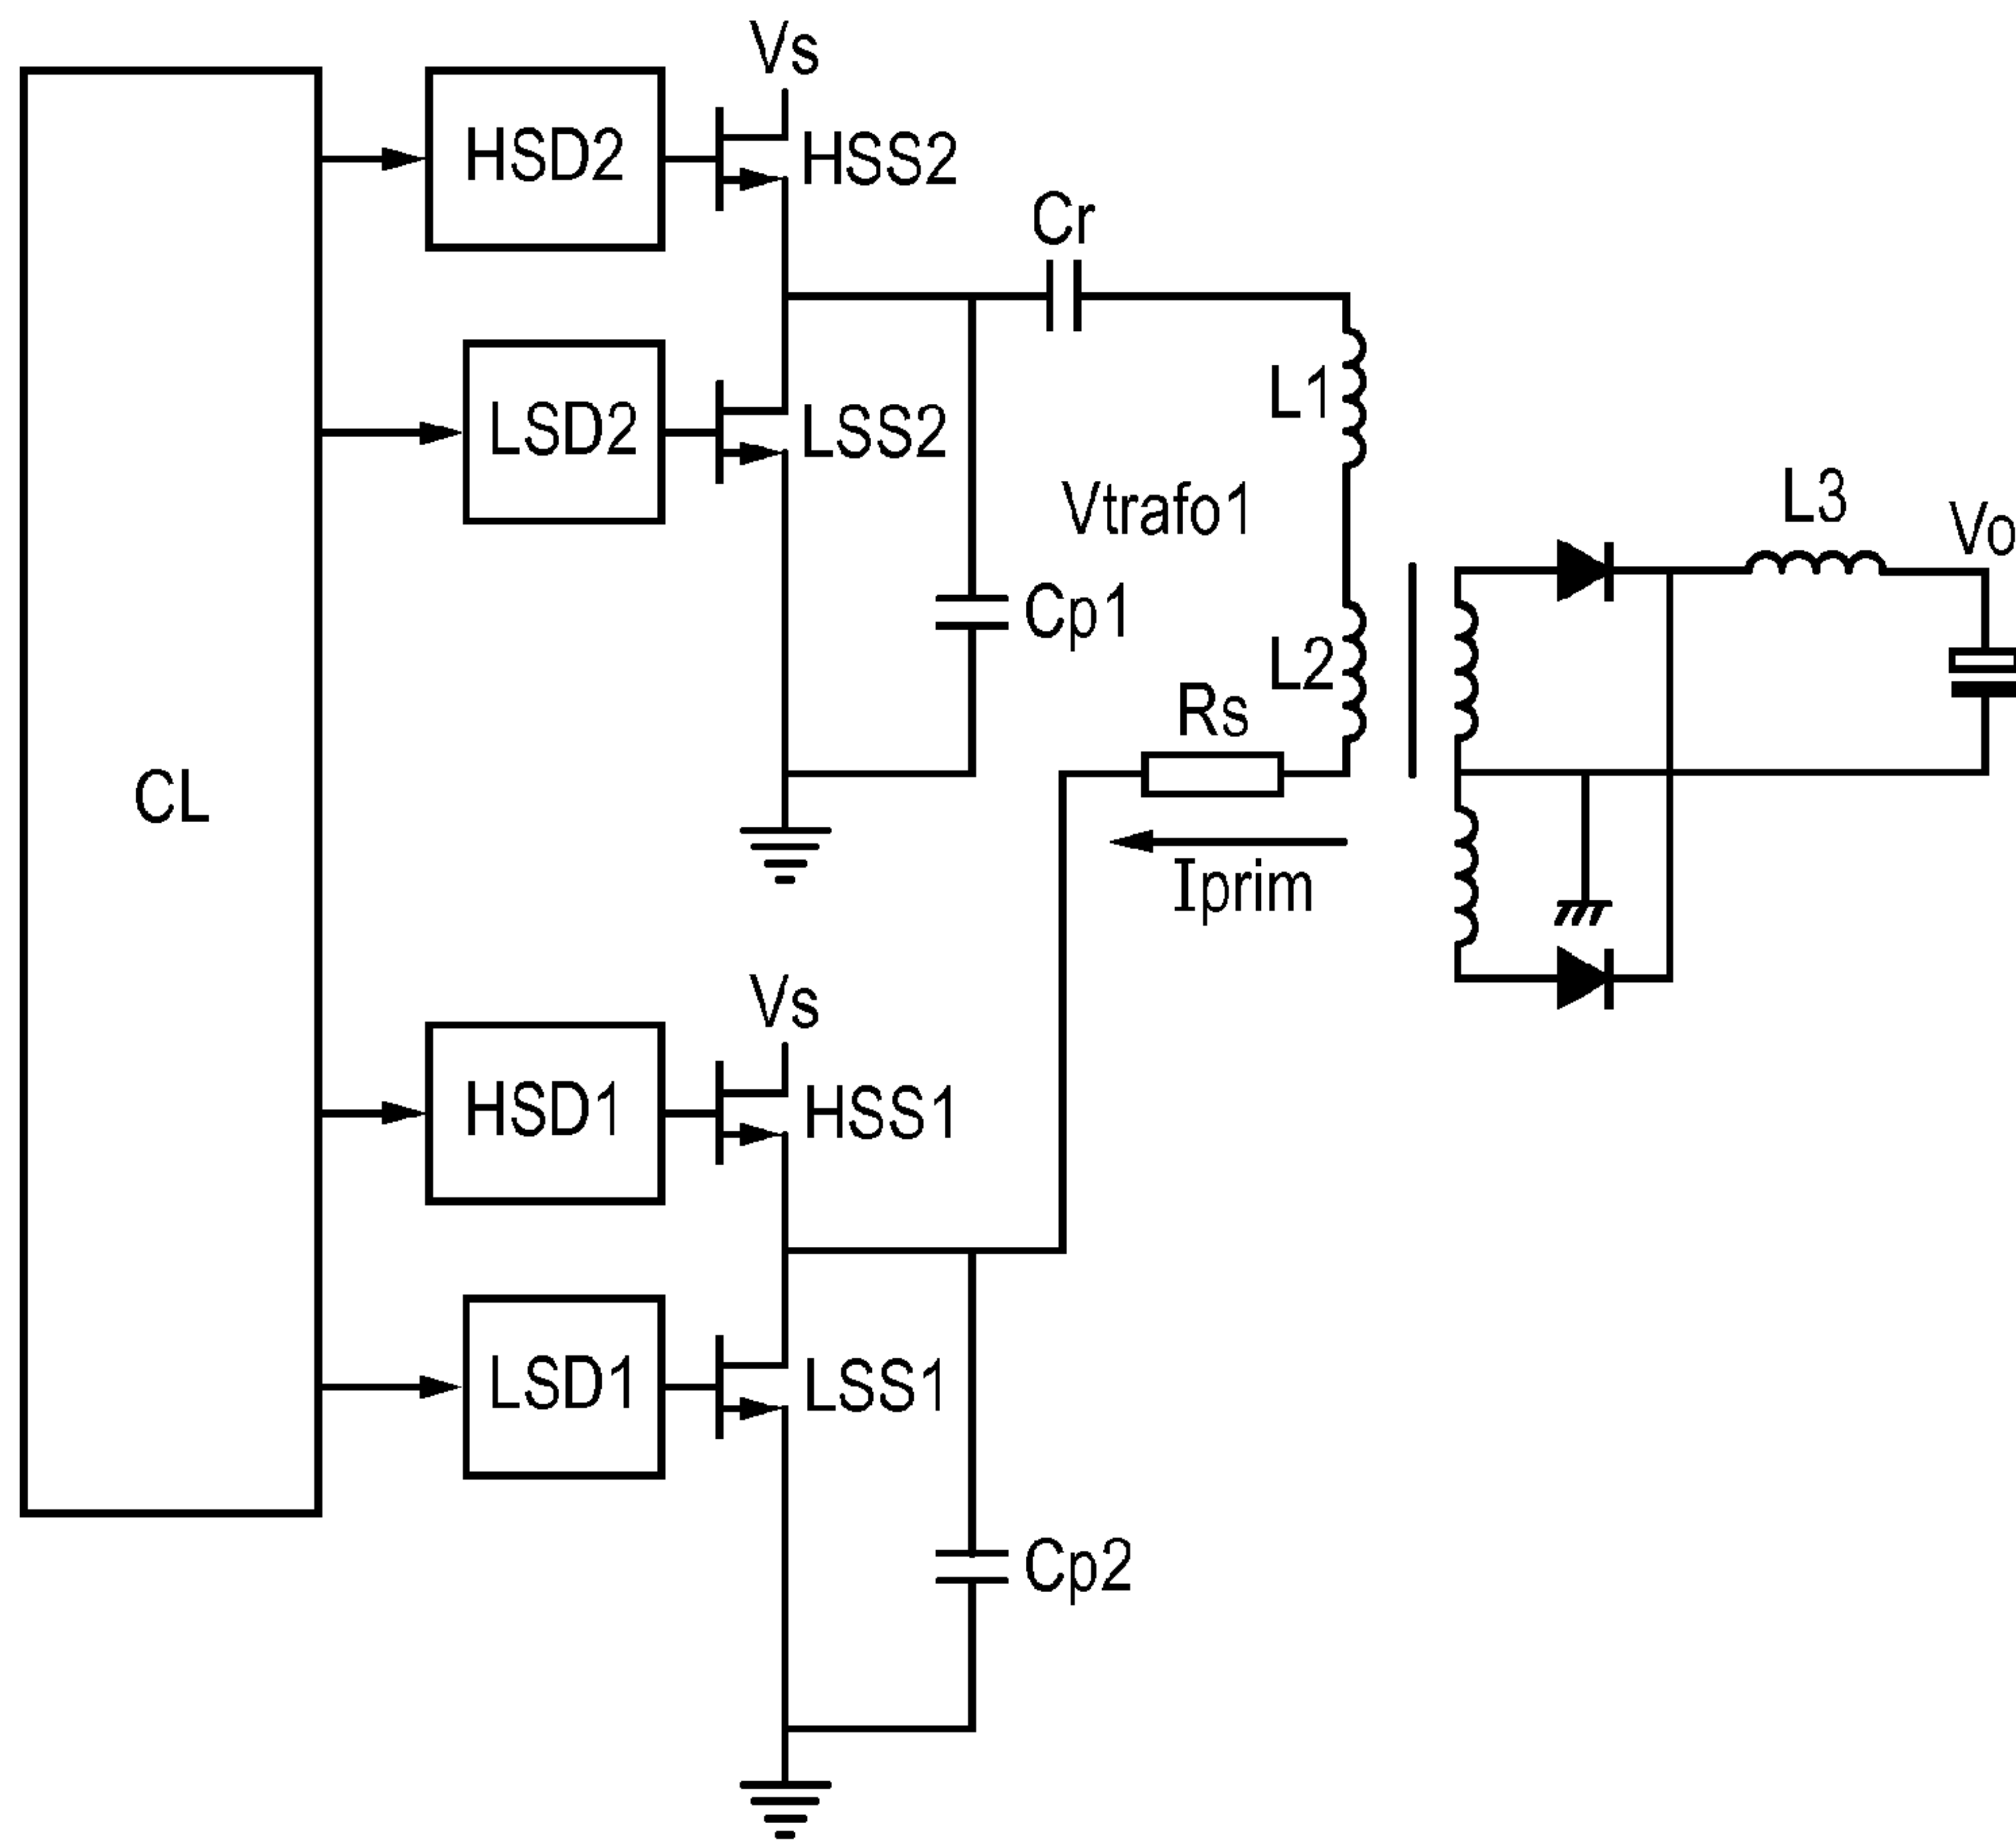 Vs
HSD2
HSS2
Cr
LSD2
LSS2
L1
Vtrafo1
L3
Vo
Cp1
L2
Rs
CL
Iprim
Vs
HSD1
HSS1
LSD1
LSS1
Cp2